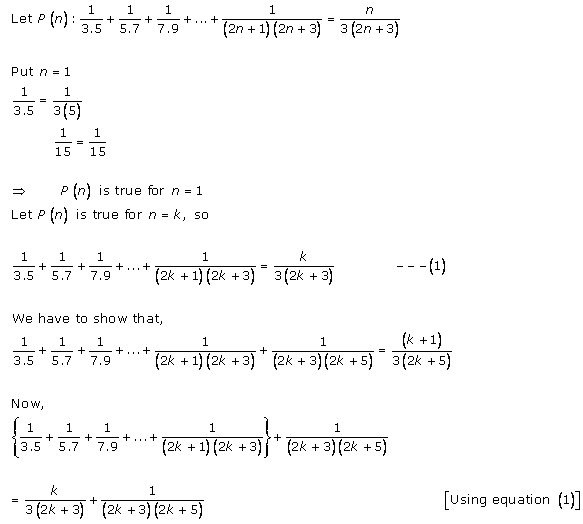 Let P(n): 1/3.5 + 1/5.7 + 1/7.9 + ... + 1/(2n+1)(2n+3) = n/3(2n+3)
Put n = 1
1/3.5 = 1/3(5)
1/15 = 1/15
⇒ P(n) is true for n = 1
Let P(n) is true for n = k, so
1/3.5 + 1/5.7 + 1/7.9 + ... + 1/(2k+1)(2k+3) = k/3(2k+3) ---(1)
We have to show that,
1/3.5 + 1/5.7 + 1/7.9 + ... + 1/(2k+1)(2k+3) + 1/(2k+3)(2k+5) = (k+1)/3(2k+5)
Now,
{1/3.5 + 1/5.7 + 1/7.9 + ... + 1/(2k+1)(2k+3)} + 1/(2k+3)(2k+5)
= k/3(2k+3) + 1/(2k+3)(2k+5) [Using equation (1)]